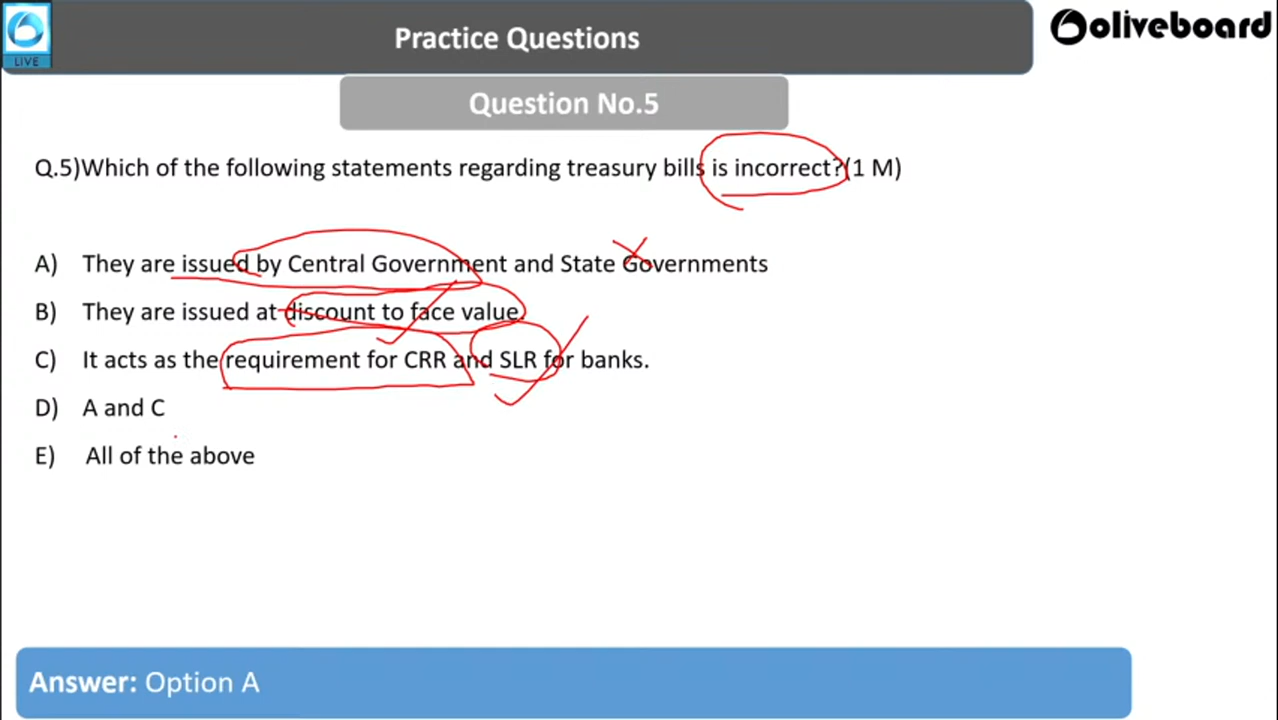 LIVE
Practice Questions
oliveboard
Question No.5
Q.5)Which of the following statements regarding treasury bills is incorrect?(1 M)
A) They are issued by Central Government and State Governments
B) They are issued at discount to face value.
C) It acts as the requirement for CRR and SLR for banks.
D) A and C
E) All of the above
Answer: Option A